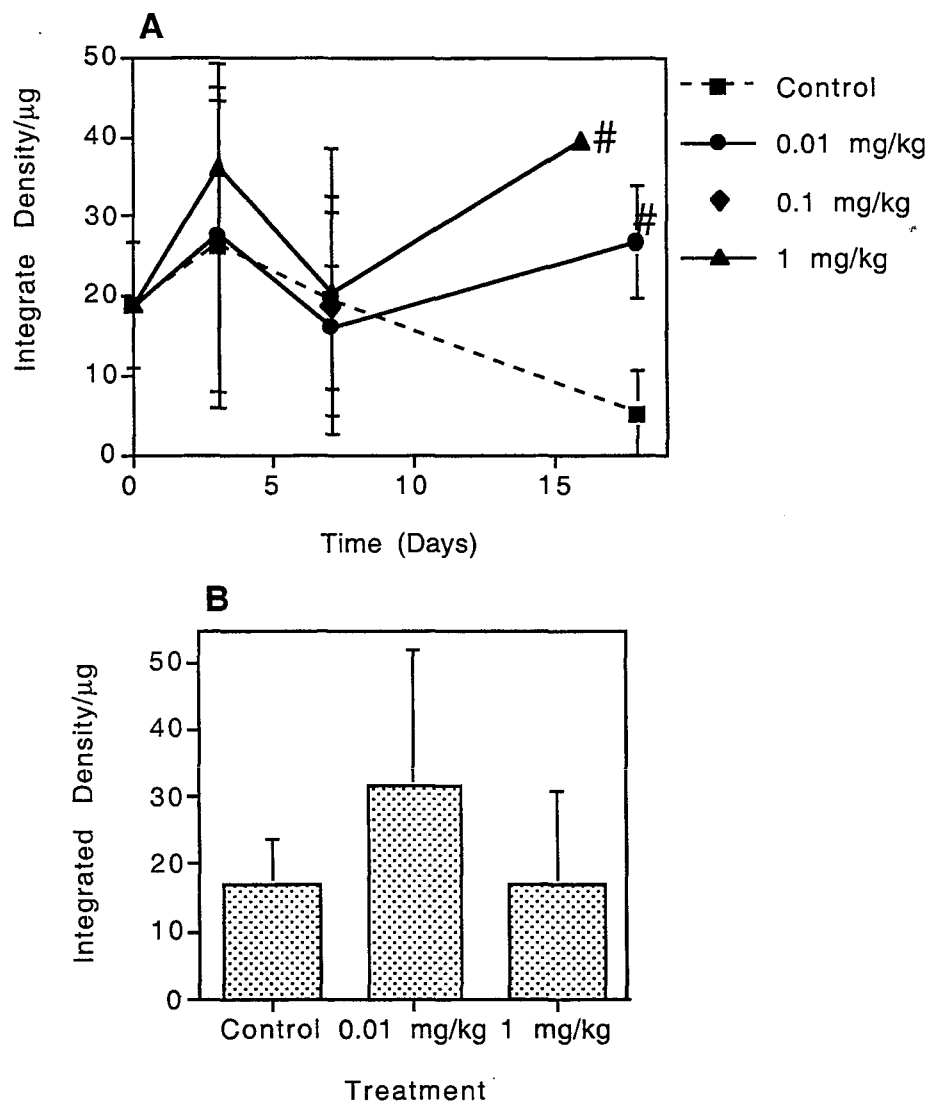 A
50
40
30
20
10
0
Integrate Density/µg
#
#
0 5 10 15
Time (Days)
Control
0.01 mg/kg
0.1 mg/kg
1 mg/kg
B
50
40
30
20
10
0
Integrated Density/µg
Control 0.01 mg/kg 1 mg/kg
Treatment